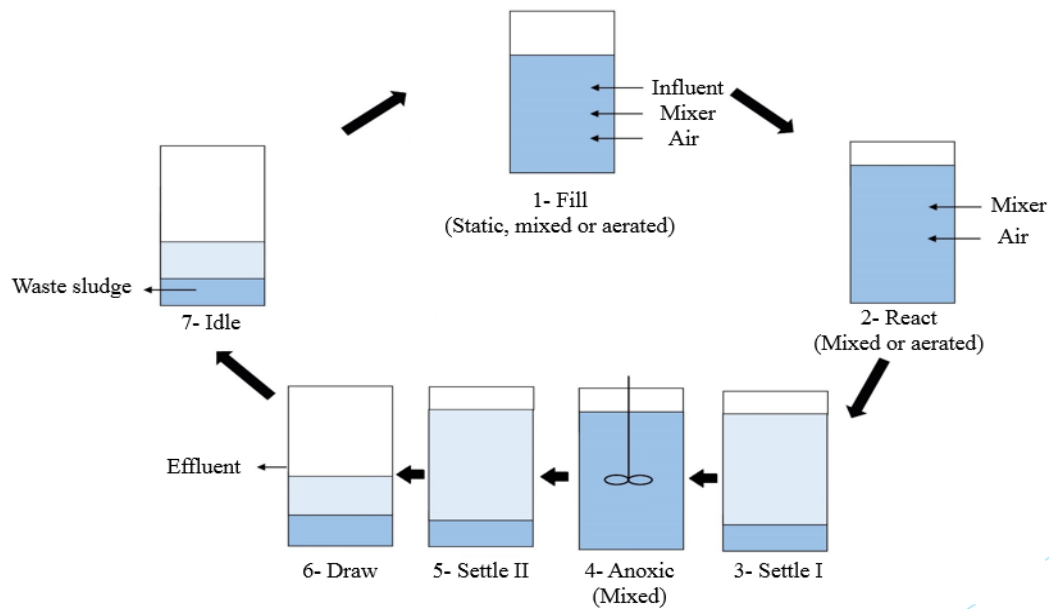 Influent
Mixer
Air
1- Fill
(Static, mixed or aerated)
Mixer
Air
2- React
(Mixed or aerated)
3- Settle I
4- Anoxic
(Mixed)
5- Settle II
6- Draw
Effluent
7- Idle
Waste sludge